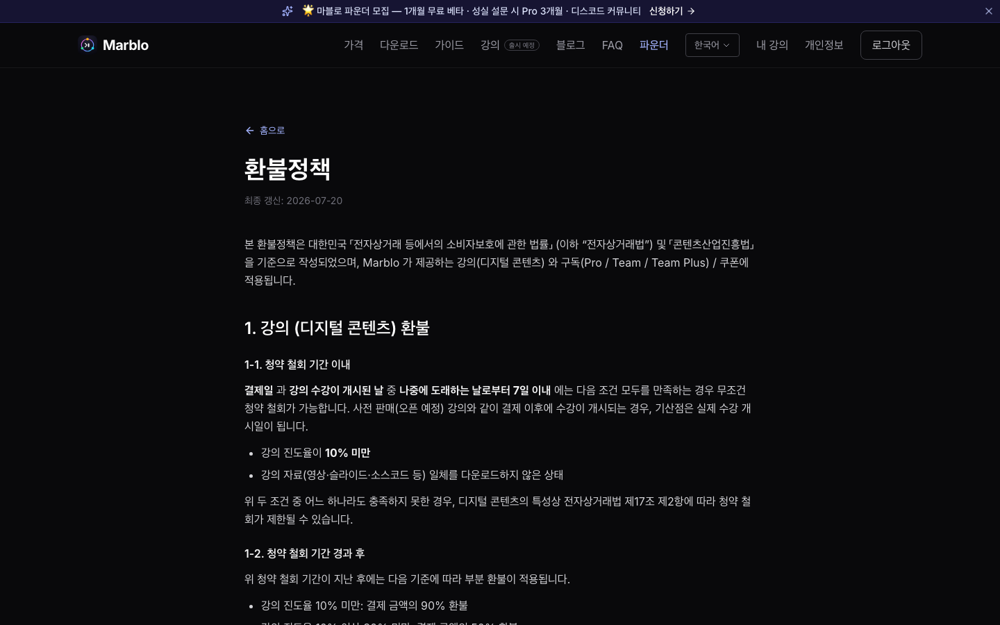 🌟 마블로 파운더 모집 — 1개월 무료 베타 · 성실 설문 시 Pro 3개월 · 디스코드 커뮤니티 신청하기 →
Marblo
가격 다운로드 가이드 강의 출시 예정 블로그 FAQ 파운더 한국어 내 강의 개인정보 로그아웃
← 홈으로
환불정책
최종 갱신: 2026-07-20
본 환불정책은 대한민국 「전자상거래 등에서의 소비자보호에 관한 법률」 (이하 “전자상거래법”) 및 「콘텐츠산업진흥법」
을 기준으로 작성되었으며, Marblo 가 제공하는 강의(디지털 콘텐츠) 와 구독(Pro / Team / Team Plus) / 쿠폰에
적용됩니다.
1. 강의 (디지털 콘텐츠) 환불
1-1. 청약 철회 기간 이내
결제일 과 강의 수강이 개시된 날 중 나중에 도래하는 날로부터 7일 이내 에는 다음 조건 모두를 만족하는 경우 무조건
청약 철회가 가능합니다. 사전 판매(오픈 예정) 강의와 같이 결제 이후에 수강이 개시되는 경우, 기산점은 실제 수강 개
시일이 됩니다.
• 강의 진도율이 10% 미만
• 강의 자료(영상·슬라이드·소스코드 등) 일체를 다운로드하지 않은 상태
위 두 조건 중 어느 하나라도 충족하지 못한 경우, 디지털 콘텐츠의 특성상 전자상거래법 제17조 제2항에 따라 청약 철
회가 제한될 수 있습니다.
1-2. 청약 철회 기간 경과 후
위 청약 철회 기간이 지난 후에는 다음 기준에 따라 부분 환불이 적용됩니다.
• 강의 진도율 10% 미만: 결제 금액의 90% 환불